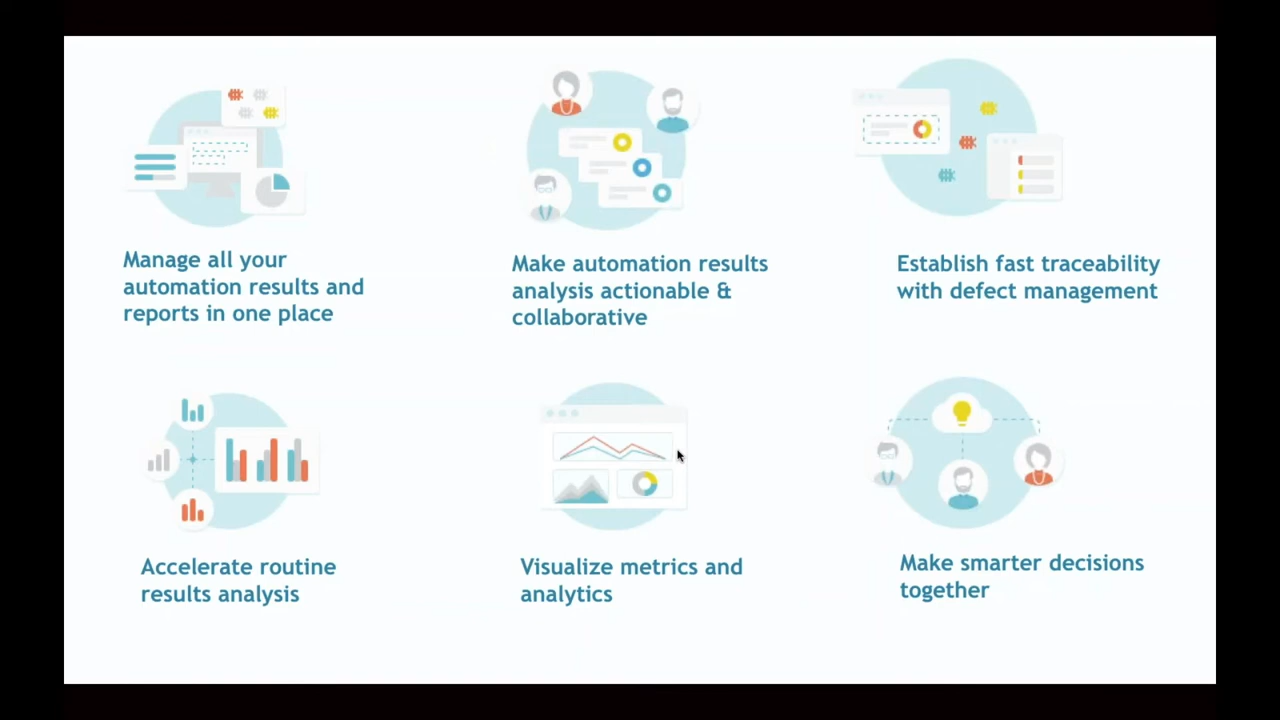 Manage all your
automation results and
reports in one place
Make automation results
analysis actionable &
collaborative
Establish fast traceability
with defect management
Accelerate routine
results analysis
Visualize metrics and
analytics
Make smarter decisions
together